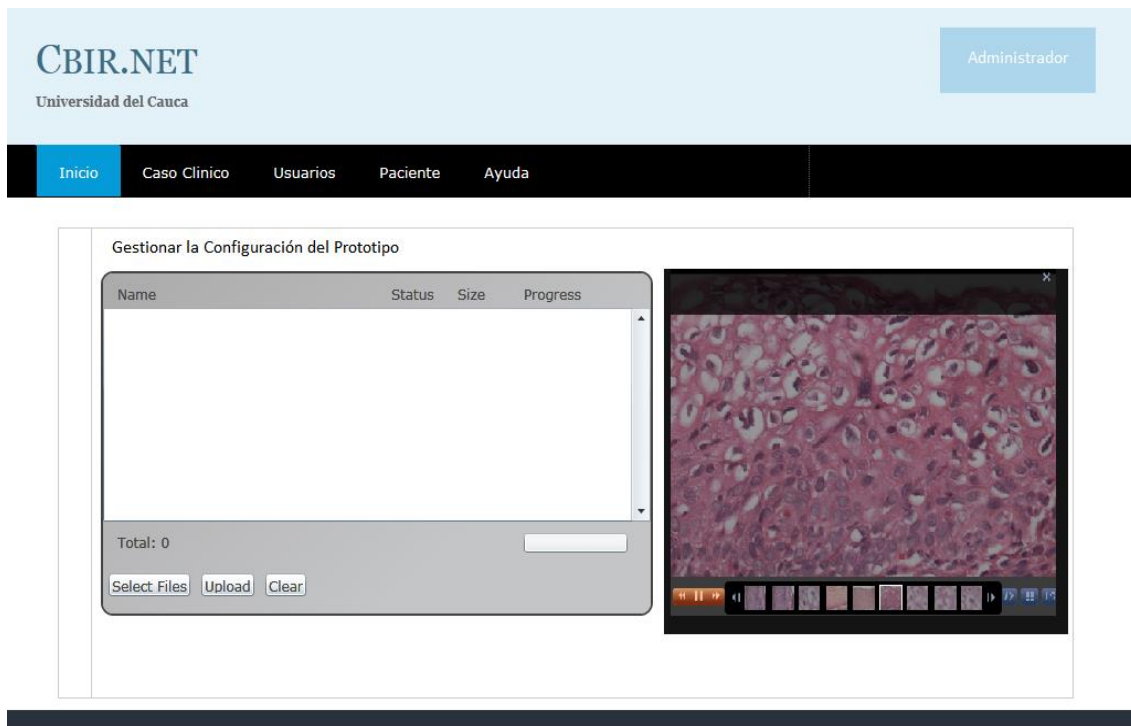 CBIR.NET
Universidad del Cauca
Administrador
Inicio Caso Clinico Usuarios Paciente Ayuda
Gestionar la Configuración del Prototipo
Name Status Size Progress
Total: 0
Select Files Upload Clear